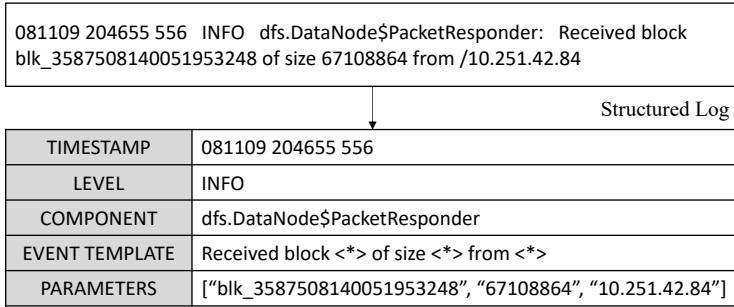 081109 204655 556 INFO dfs.DataNode$PacketResponder: Received block
blk_3587508140051953248 of size 67108864 from /10.251.42.84
Structured Log
TIMESTAMP 081109 204655 556
LEVEL INFO
COMPONENT dfs.DataNode$PacketResponder
EVENT TEMPLATE Received block <*> of size <*> from <*>
PARAMETERS [“blk_3587508140051953248”, “67108864”, “10.251.42.84”]